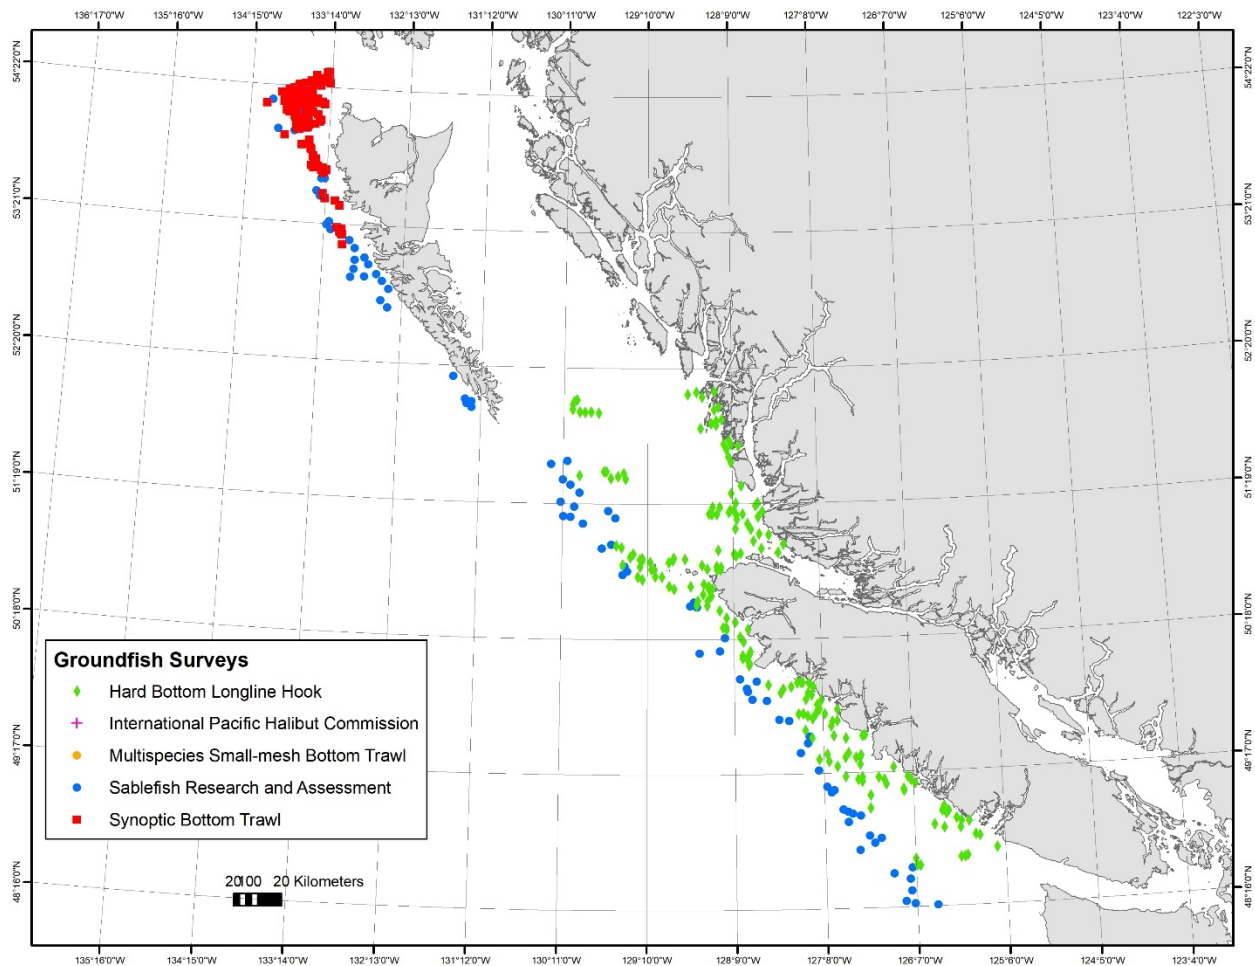 136°17'0"W 135°16'0"W 134°15'0"W 133°14'0"W 132°13'0"W 131°12'0"W 130°11'0"W 129°10'0"W 128°9'0"W 127°8'0"W 126°7'0"W 125°6'0"W 124°5'0"W 123°4'0"W 122°3'0"W
54°22'0"N 54°22'0"N
53°21'0"N 53°21'0"N
52°20'0"N 52°20'0"N
51°19'0"N 51°19'0"N
50°18'0"N 50°18'0"N
49°17'0"N 49°17'0"N
48°16'0"N 48°16'0"N
Groundfish Surveys
Hard Bottom Longline Hook
International Pacific Halibut Commission
Multispecies Small-mesh Bottom Trawl
Sablefish Research and Assessment
Synoptic Bottom Trawl
20100 20 Kilometers
135°16'0"W 134°15'0"W 133°14'0"W 132°13'0"W 131°12'0"W 130°11'0"W 129°10'0"W 128°9'0"W 127°8'0"W 126°7'0"W 125°6'0"W 124°5'0"W 123°4'0"W